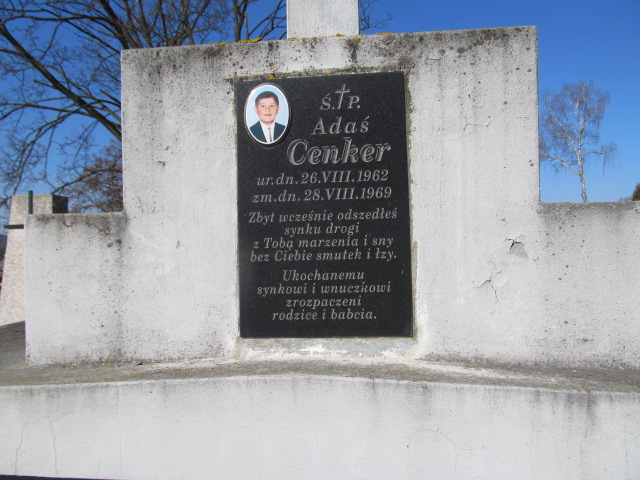 Ś.†P.
Adaś
Cenker
ur.dn. 26.VIII.1962
zm.dn. 28.VIII.1969
Zbyt wcześnie odszedłeś
synku drogi
z Tobą marzenia i sny
bez Ciebie smutek i łzy.
Ukochanemu
synkowi i wnuczkowi
zrozpaczeni
rodzice i babcia.